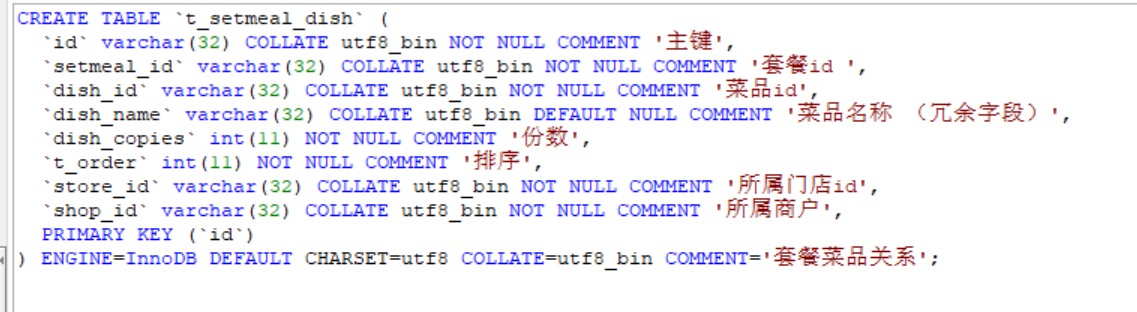 CREATE TABLE `t_setmeal_dish` (
  `id` varchar(32) COLLATE utf8_bin NOT NULL COMMENT '主键',
  `setmeal_id` varchar(32) COLLATE utf8_bin NOT NULL COMMENT '套餐id ',
  `dish_id` varchar(32) COLLATE utf8_bin NOT NULL COMMENT '菜品id',
  `dish_name` varchar(32) COLLATE utf8_bin DEFAULT NULL COMMENT '菜品名称 （冗余字段）',
  `dish_copies` int(11) NOT NULL COMMENT '份数',
  `t_order` int(11) NOT NULL COMMENT '排序',
  `store_id` varchar(32) COLLATE utf8_bin NOT NULL COMMENT '所属门店id',
  `shop_id` varchar(32) COLLATE utf8_bin NOT NULL COMMENT '所属商户',
  PRIMARY KEY (`id`)
) ENGINE=InnoDB DEFAULT CHARSET=utf8 COLLATE=utf8_bin COMMENT='套餐菜品关系';